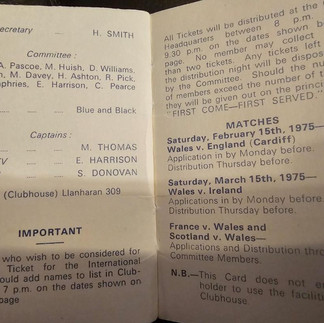 ecretary — H. SMITH
Committee :
A. Pascoe, M. Huish, D. Williams,
n, M. Davey, H. Ashton, R. Pick,
mphries, E. Harrison, C. Pearce
Blue and Black
Captains :
M. THOMAS
V E. HARRISON
S. DONOVAN
(Clubhouse) Llanharan 309
IMPORTANT
who wish to be considered for
Ticket for the International
ould add names to list in Club-
7 p.m. on the dates shown on
page
All Tickets will be distributed at the
Headquarters between 8 p.m.
9.30 p.m. on the dates
page. No member may collect
than two tickets. Any tickets left
the distribution night will be dispos
by the Committee. Should the nu
of members exceed the number of t
they will be given out on the princi
"FIRST COME—FIRST SERVED."
MATCHES
Saturday, February 15th, 1975—
Wales v. England (Cardiff)
Application in by Monday before.
Distribution Thursday before.
Saturday, March 15th, 1975—
Wales v. Ireland
Applications in by Monday before.
Distribution Thursday before.
France v. Wales and
Scotland v. Wales—
Applications and Distribution thro
Committee Members.
N.B.—This Card does not en
holder to use the facilit
Clubhouse